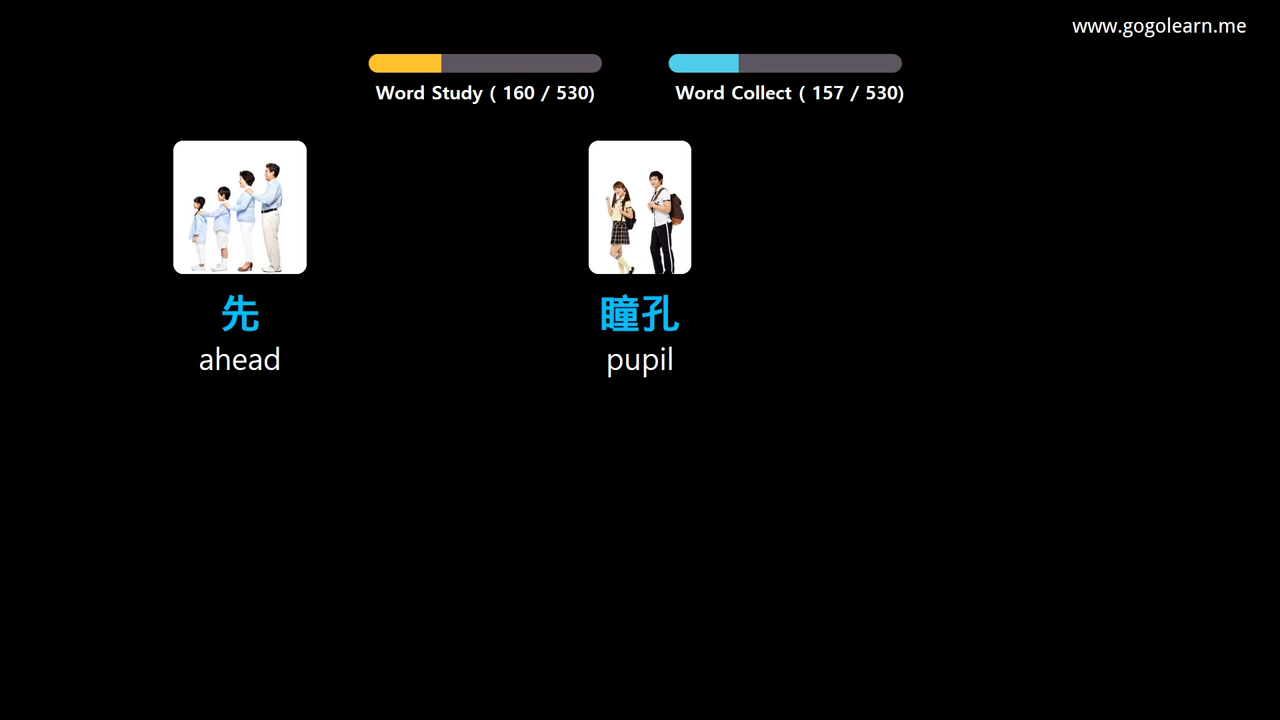 www.gogolearn.me
Word Study ( 160 / 530)
Word Collect ( 157 / 530)
先
ahead
瞳孔
pupil